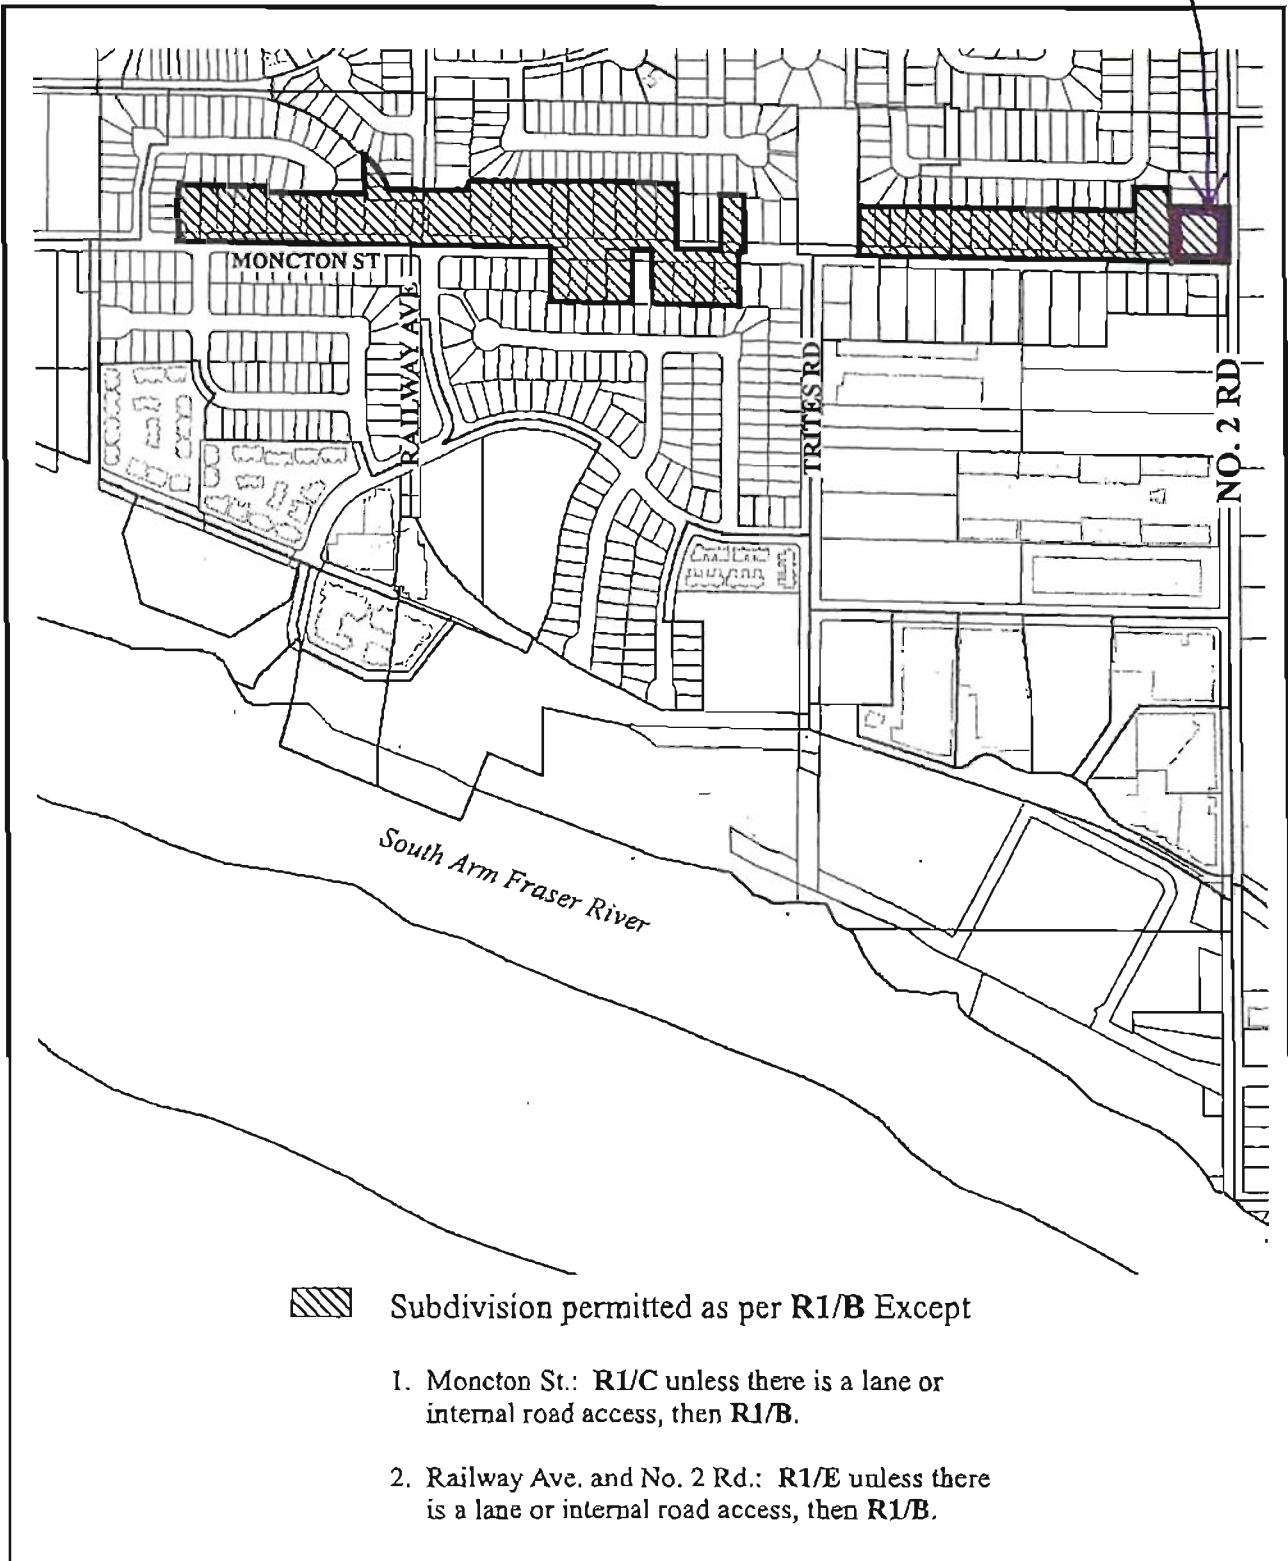 MONCTON ST
RAILWAY AVE
TRITES RD
NO. 2 RD
South Arm Fraser River
Subdivision permitted as per R1/B Except
1. Moncton St.: R1/C unless there is a lane or
internal road access, then R1/B.
2. Railway Ave. and No. 2 Rd.: R1/E unless there
is a lane or internal road access, then R1/B.